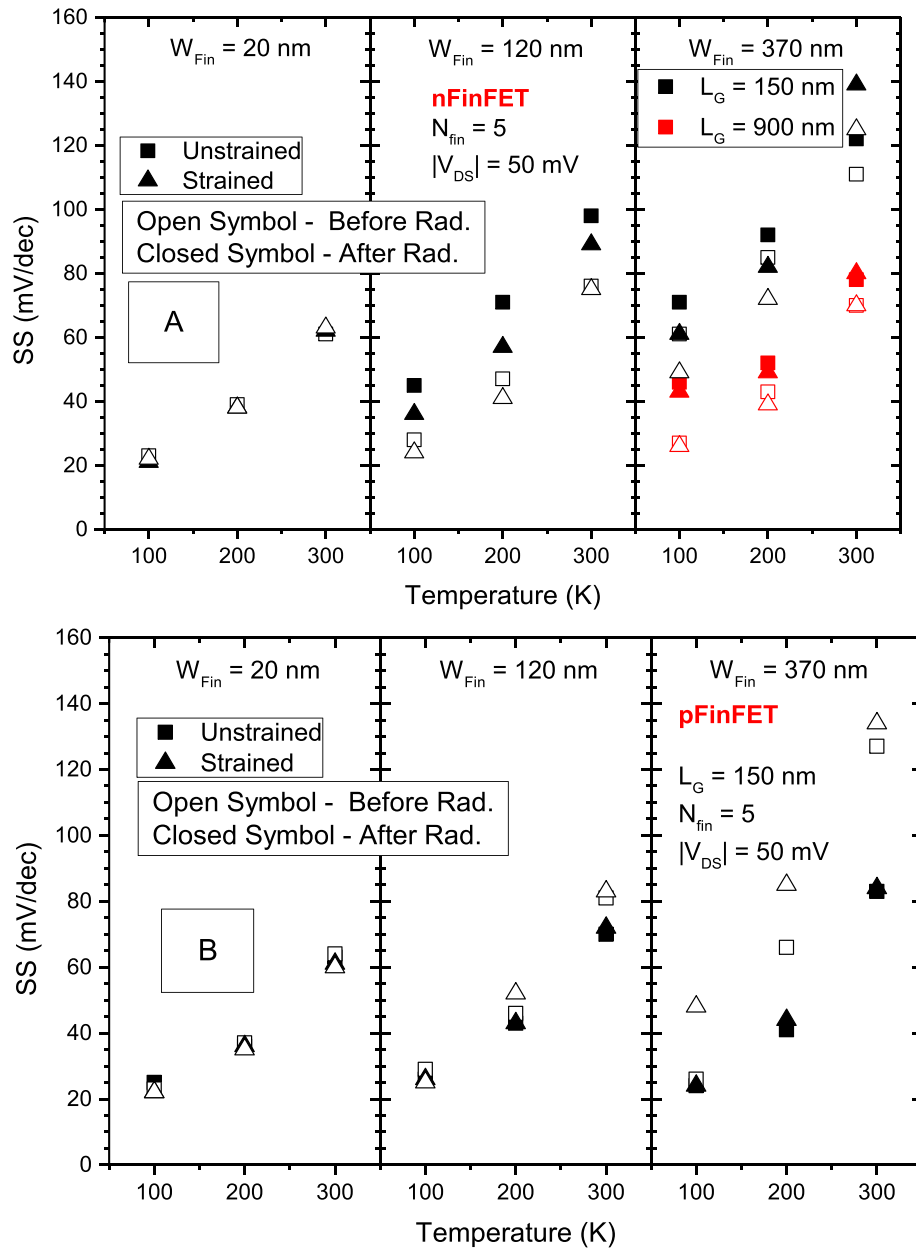 160
140
120
100
80
60
40
20
0
SS (mV/dec)
W_Fin = 20 nm
W_Fin = 120 nm
W_Fin = 370 nm
nFinFET
N_fin = 5
|V_DS| = 50 mV
L_G = 150 nm
L_G = 900 nm
Unstrained
Strained
Open Symbol - Before Rad.
Closed Symbol - After Rad.
A
100 200 300 100 200 300 100 200 300
Temperature (K)
160
140
120
100
80
60
40
20
0
SS (mV/dec)
W_Fin = 20 nm
W_Fin = 120 nm
W_Fin = 370 nm
pFinFET
L_G = 150 nm
N_fin = 5
|V_DS| = 50 mV
Unstrained
Strained
Open Symbol - Before Rad.
Closed Symbol - After Rad.
B
100 200 300 100 200 300 100 200 300
Temperature (K)